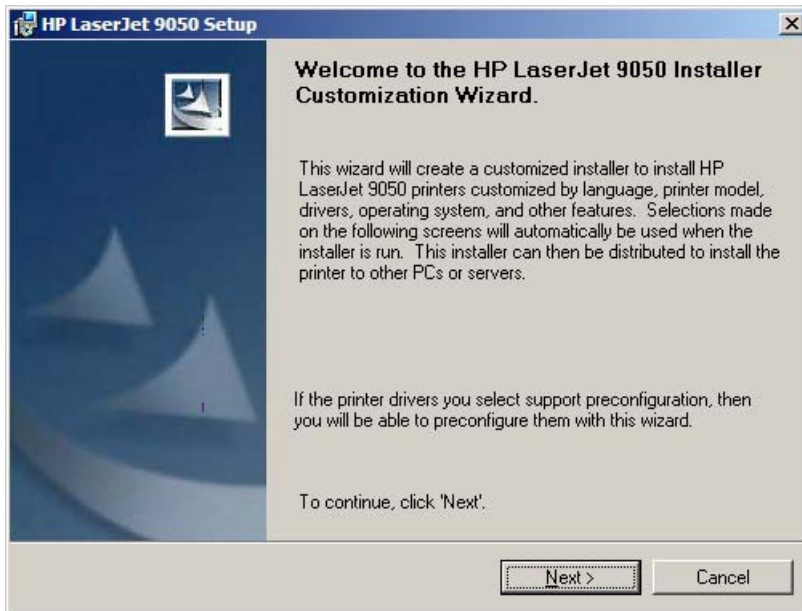 HP LaserJet 9050 Setup
Welcome to the HP LaserJet 9050 Installer
Customization Wizard.
This wizard will create a customized installer to install HP
LaserJet 9050 printers customized by language, printer model,
drivers, operating system, and other features. Selections made
on the following screens will automatically be used when the
installer is run. This installer can then be distributed to install the
printer to other PCs or servers.
If the printer drivers you select support preconfiguration, then
you will be able to preconfigure them with this wizard.
To continue, click 'Next'.
Next > Cancel